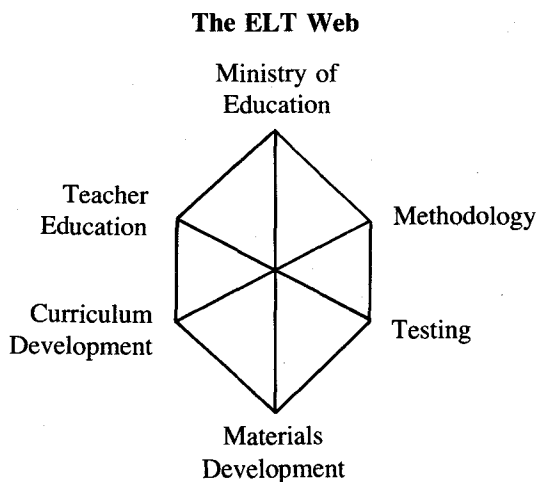 The ELT Web
Ministry of
Education
Teacher
Education
Methodology
Curriculum
Development
Testing
Materials
Development